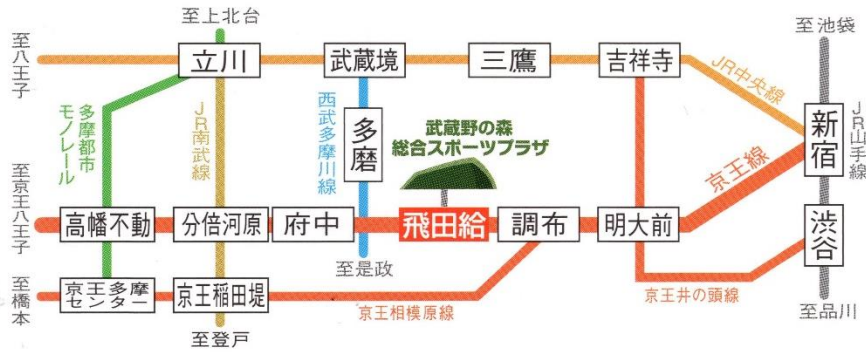 至上北台
至八王子
立川
武蔵境
三鷹
吉祥寺
至池袋
JR中央線
JR山手線
多摩都市
モノレール
JR南武線
西武多摩川線
多磨
武蔵野の森
総合スポーツプラザ
新宿
京王線
至京王八王子
高幡不動
分倍河原
府中
飛田給
調布
明大前
渋谷
至是政
至橋本
京王多摩
センター
京王稲田堤
京王相模原線
京王井の頭線
至登戸
至品川